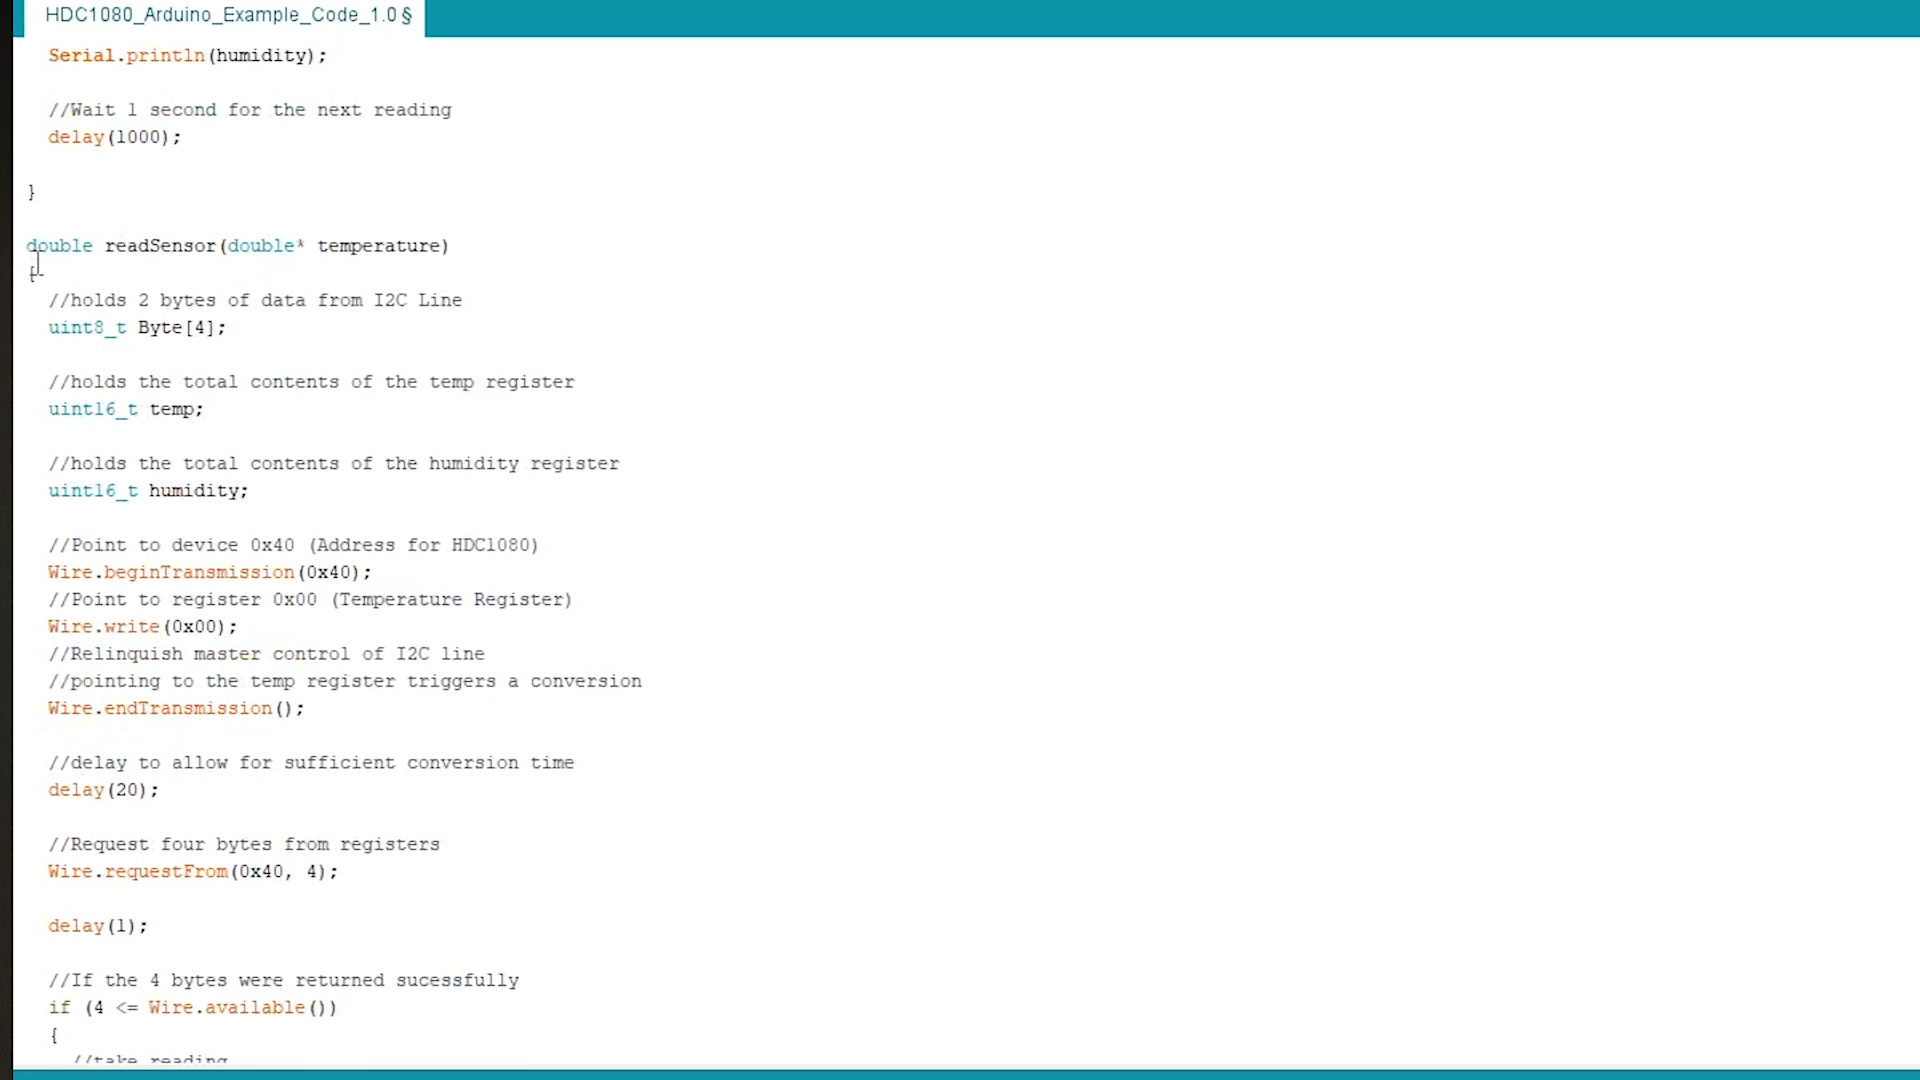 HDC1080_Arduino_Example_Code_1.0 §
Serial.println(humidity);
//Wait 1 second for the next reading
delay(1000);
}
double readSensor(double* temperature)
{
//holds 2 bytes of data from I2C Line
uint8_t Byte[4];
//holds the total contents of the temp register
uint16_t temp;
//holds the total contents of the humidity register
uint16_t humidity;
//Point to device 0x40 (Address for HDC1080)
Wire.beginTransmission(0x40);
//Point to register 0x00 (Temperature Register)
Wire.write(0x00);
//Relinquish master control of I2C line
//pointing to the temp register triggers a conversion
Wire.endTransmission();
//delay to allow for sufficient conversion time
delay(20);
//Request four bytes from registers
Wire.requestFrom(0x40, 4);
delay(1);
//If the 4 bytes were returned sucessfully
if (4 <= Wire.available())
{
//take reading